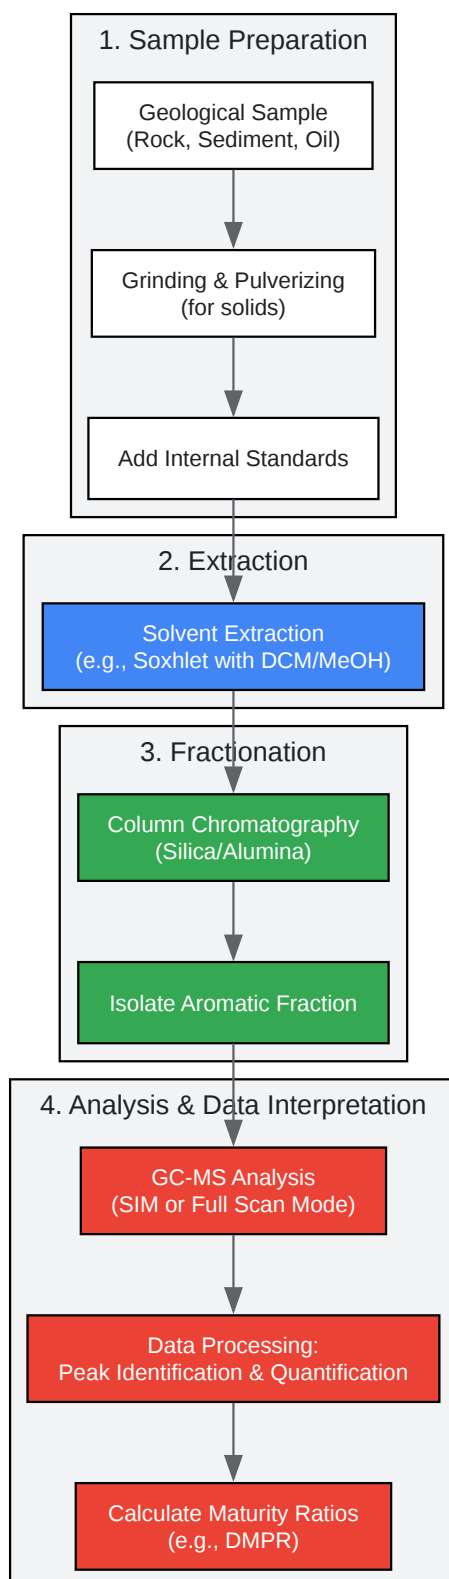 1. Sample Preparation
Geological Sample
(Rock, Sediment, Oil)
Grinding & Pulverizing
(for solids)
Add Internal Standards
2. Extraction
Solvent Extraction
(e.g., Soxhlet with DCM/MeOH)
3. Fractionation
Column Chromatography
(Silica/Alumina)
Isolate Aromatic Fraction
4. Analysis & Data Interpretation
GC-MS Analysis
(SIM or Full Scan Mode)
Data Processing:
Peak Identification & Quantification
Calculate Maturity Ratios
(e.g., DMPR)